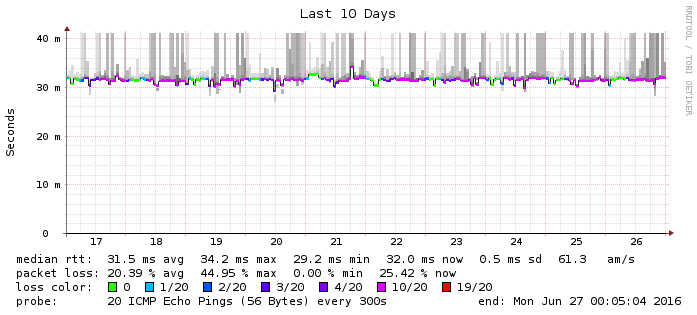 Last 10 Days
RRDTOOL / TOBI OETIKER
Seconds
40 m
30 m
20 m
10 m
0
17 18 19 20 21 22 23 24 25 26
median rtt: 31.5 ms avg 34.2 ms max 29.2 ms min 32.0 ms now 0.5 ms sd 61.3 am/s
packet loss: 20.39 % avg 44.95 % max 0.00 % min 25.42 % now
loss color: 0 1/20 2/20 3/20 4/20 10/20 19/20
probe: 20 ICMP Echo Pings (56 Bytes) every 300s end: Mon Jun 27 00:05:04 2016